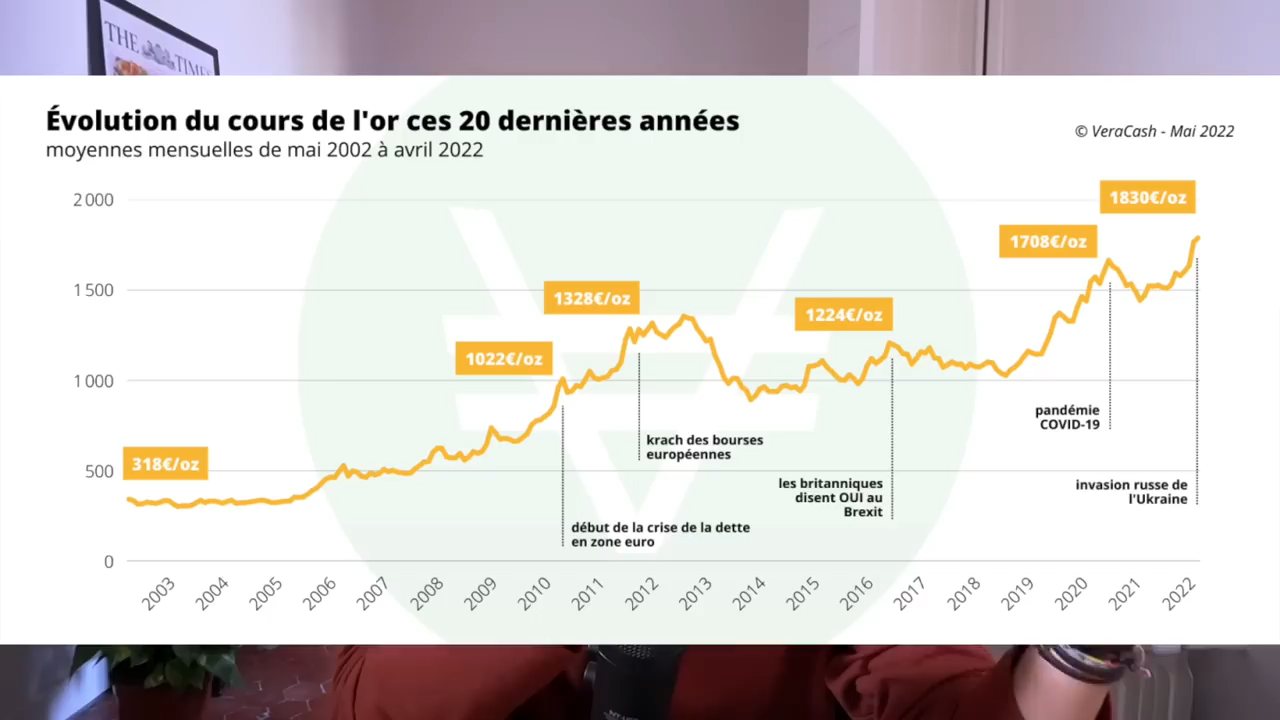 THE TIMES
Évolution du cours de l'or ces 20 dernières années
moyennes mensuelles de mai 2002 à avril 2022
© VeraCash - Mai 2022
2 000
1 500
1 000
500
0
318€/oz
1022€/oz
1328€/oz
1224€/oz
1708€/oz
1830€/oz
début de la crise de la dette
en zone euro
krach des bourses
européennes
les britanniques
disent OUI au
Brexit
pandémie
COVID-19
invasion russe de
l'Ukraine
2003
2004
2005
2006
2007
2008
2009
2010
2011
2012
2013
2014
2015
2016
2017
2018
2019
2020
2021
2022